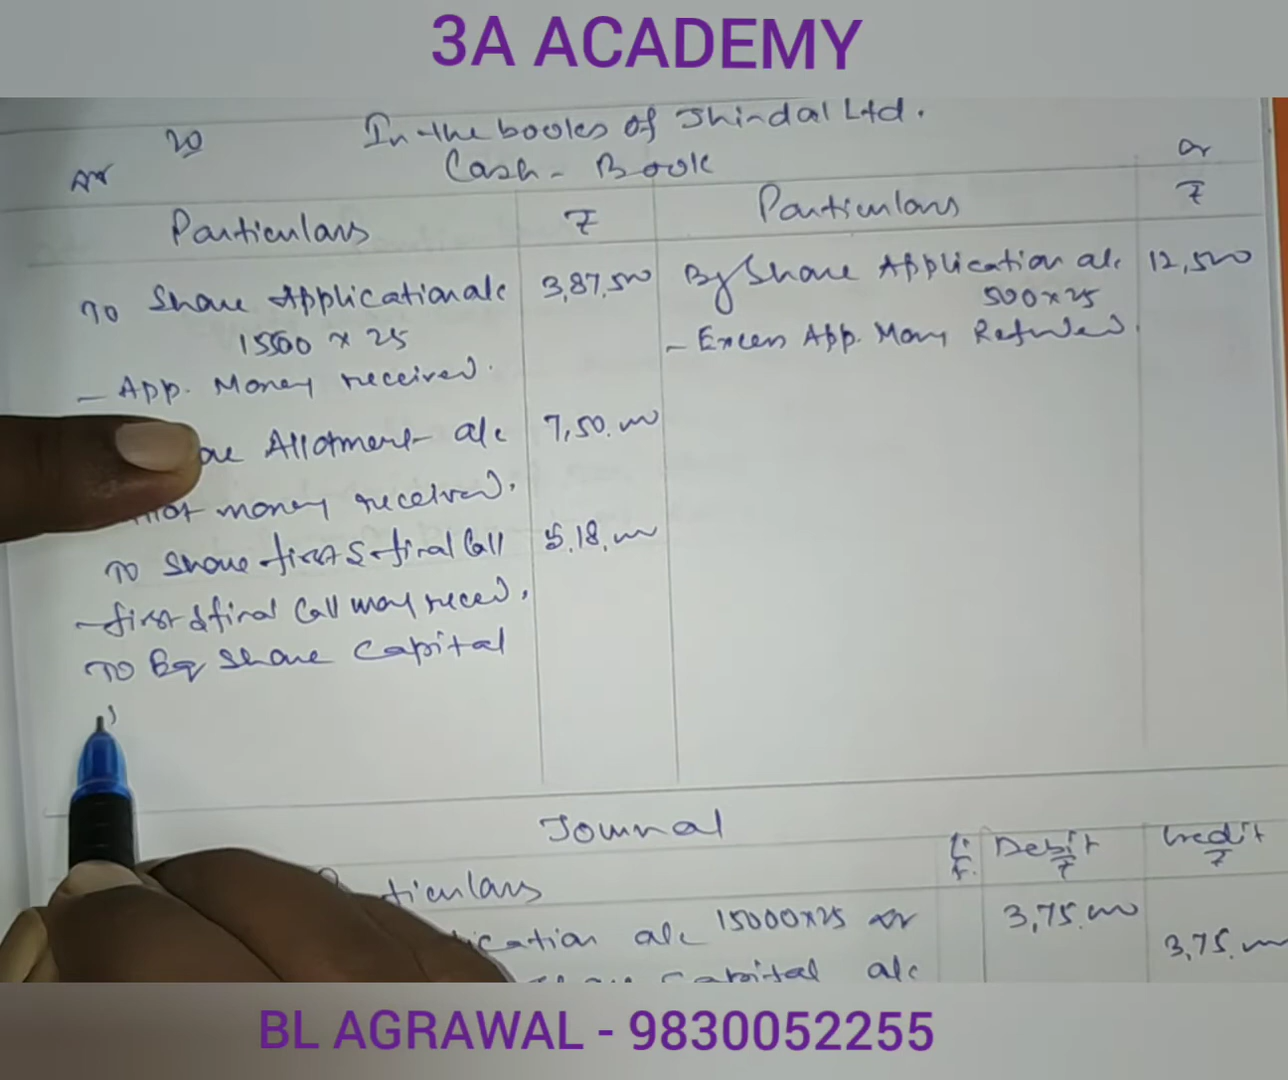 3A ACADEMY
20 In the books of Jhindal Ltd.
Dr Cash - Book Cr
Particulars ₹ Particulars ₹
To Share Application a/c 3,87,500 By Share Application a/c 12,500
15500 x 25 500 x 25
- App. Money received. - Excess App. Money Refunded.
Allotment a/c 7,50,000
money received.
To Share first & final Call 5,18,000
- first & final Call money recd.
To Eq Share Capital
Journal
Particulars L.F. Debit ₹ Credit ₹
a/c 15000x25 Dr 3,75,000
Capital a/c 3,75,000
BL AGRAWAL - 9830052255